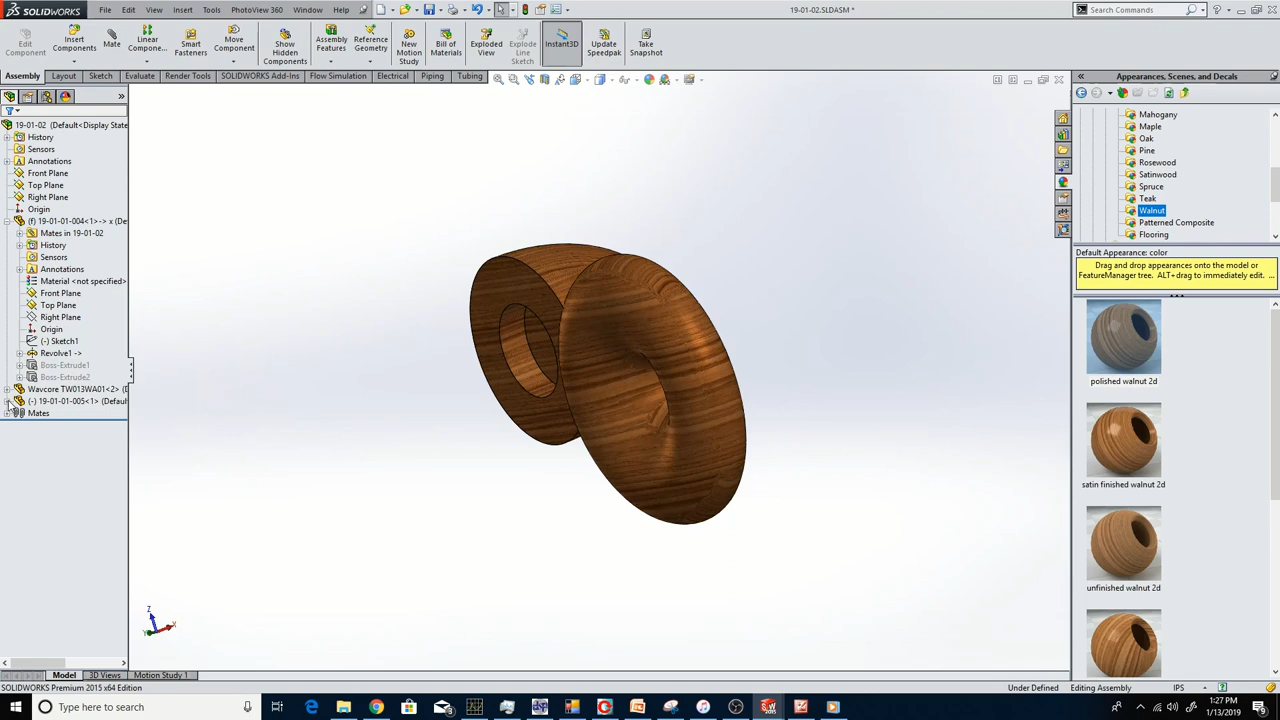 SOLIDWORKS File Edit View Insert Tools PhotoView 360 Window Help 19-01-02.SLDASM * Search Commands
Edit Component
Insert Components
Mate
Linear Compone...
Smart Fasteners
Move Component
Show Hidden Components
Assembly Features
Reference Geometry
New Motion Study
Bill of Materials
Exploded View
Explode Line Sketch
Instant3D
Update Speedpak
Take Snapshot
Assembly Layout Sketch Evaluate Render Tools SOLIDWORKS Add-Ins Flow Simulation Electrical Piping Tubing
Appearances, Scenes, and Decals
19-01-02 (Default<Display State
History
Sensors
Annotations
Front Plane
Top Plane
Right Plane
Origin
(f) 19-01-01-004<1>-> x (De
Mates in 19-01-02
History
Sensors
Annotations
Material <not specified>
Front Plane
Top Plane
Right Plane
Origin
(-) Sketch1
Revolve1 ->
Boss-Extrude1
Boss-Extrude2
Wavcore TW013WA01<2> (D
(-) 19-01-01-005<1> (Defaul
Mates
Mahogany
Maple
Oak
Pine
Rosewood
Satinwood
Spruce
Teak
Walnut
Patterned Composite
Flooring
Default Appearance: color
Drag and drop appearances onto the model or
FeatureManager tree. ALT+drag to immediately edit. ...
polished walnut 2d
satin finished walnut 2d
unfinished walnut 2d
Z
X
Y
Model 3D Views Motion Study 1
SOLIDWORKS Premium 2015 x64 Edition Under Defined Editing Assembly IPS
Type here to search
1:27 PM
1/13/2019